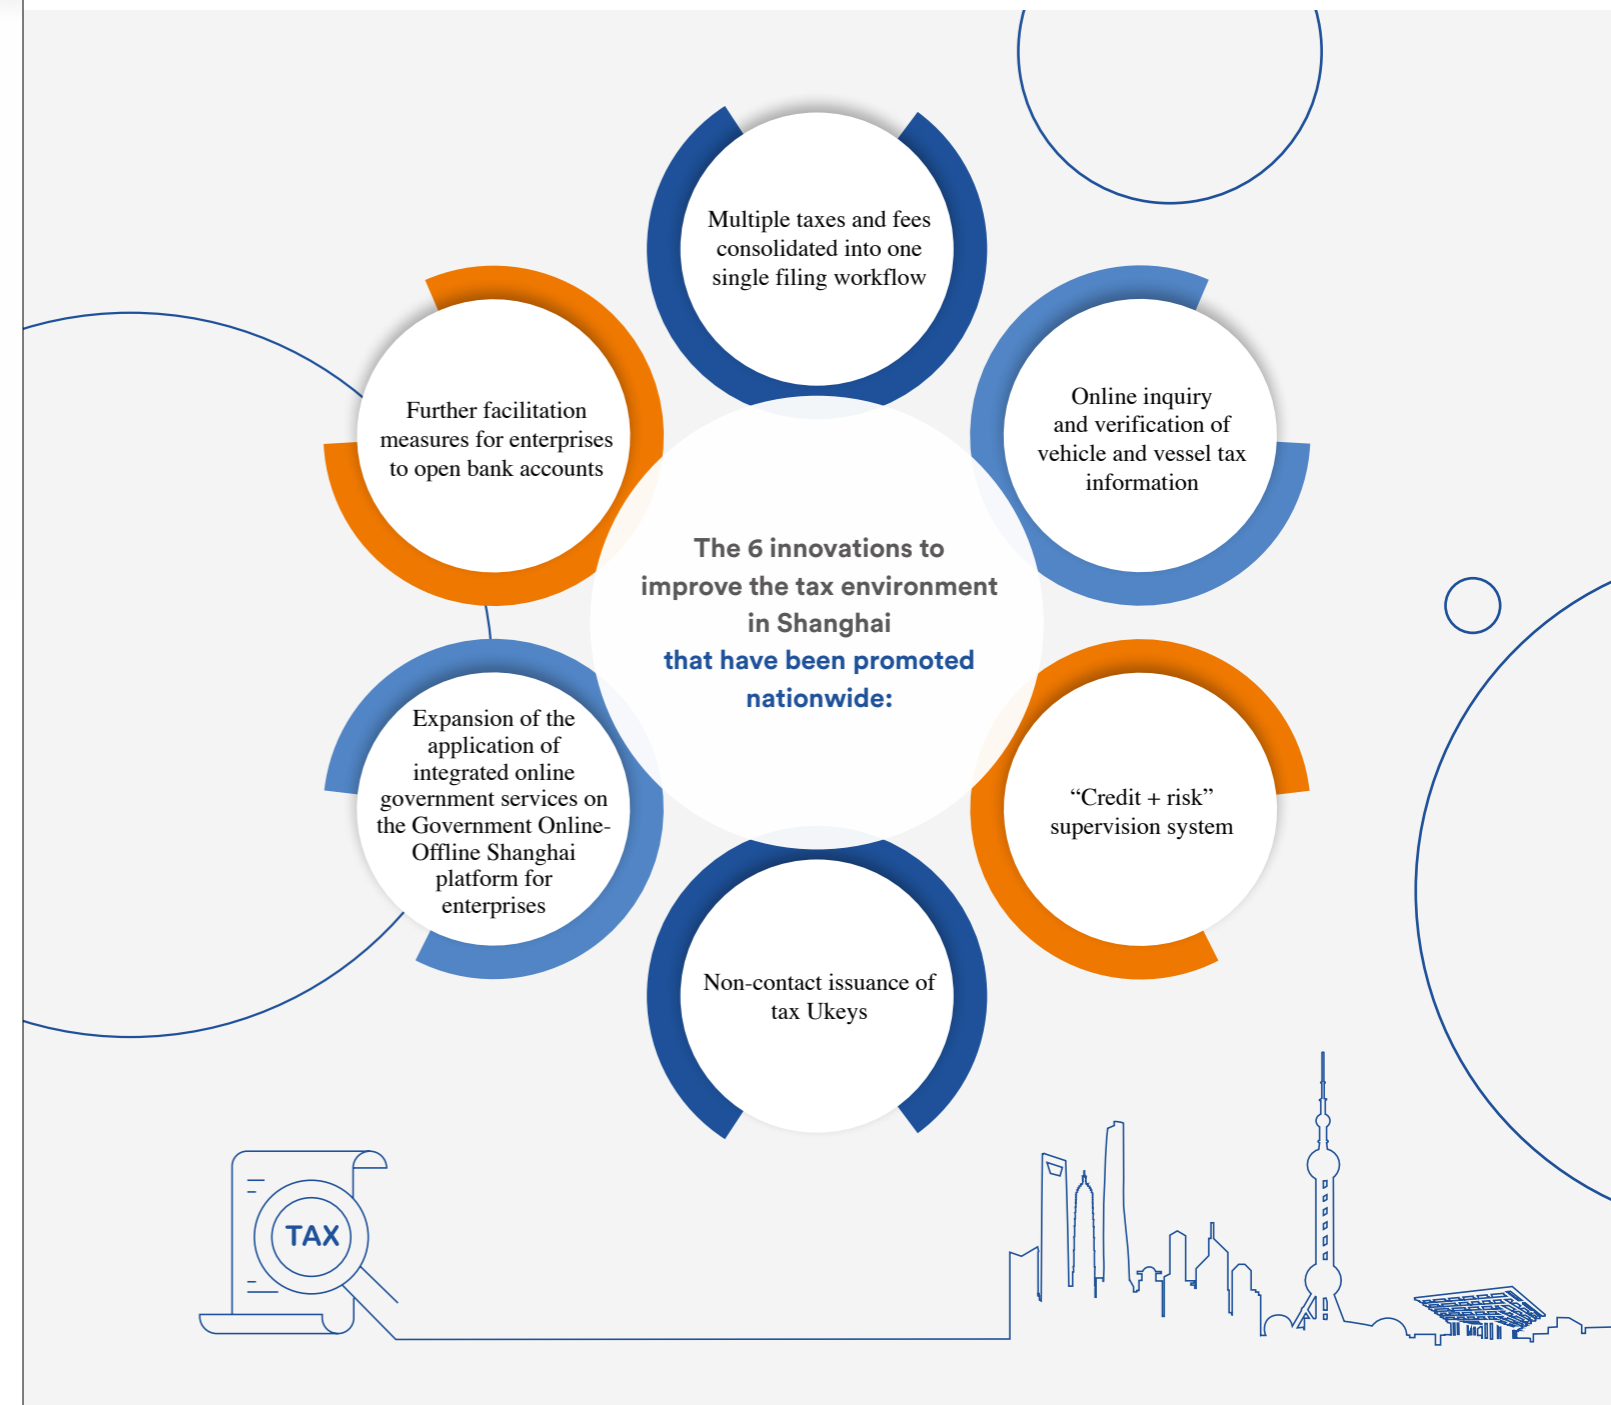 Multiple taxes and fees
consolidated into one
single filing workflow
Online inquiry
and verification of
vehicle and vessel tax
information
Further facilitation
measures for enterprises
to open bank accounts
The 6 innovations to
improve the tax environment
in Shanghai
that have been promoted
nationwide:
Expansion of the
application of
integrated online
government services on
the Government Online-
Offline Shanghai
platform for
enterprises
“Credit + risk”
supervision system
Non-contact issuance of
tax Ukeys
TAX